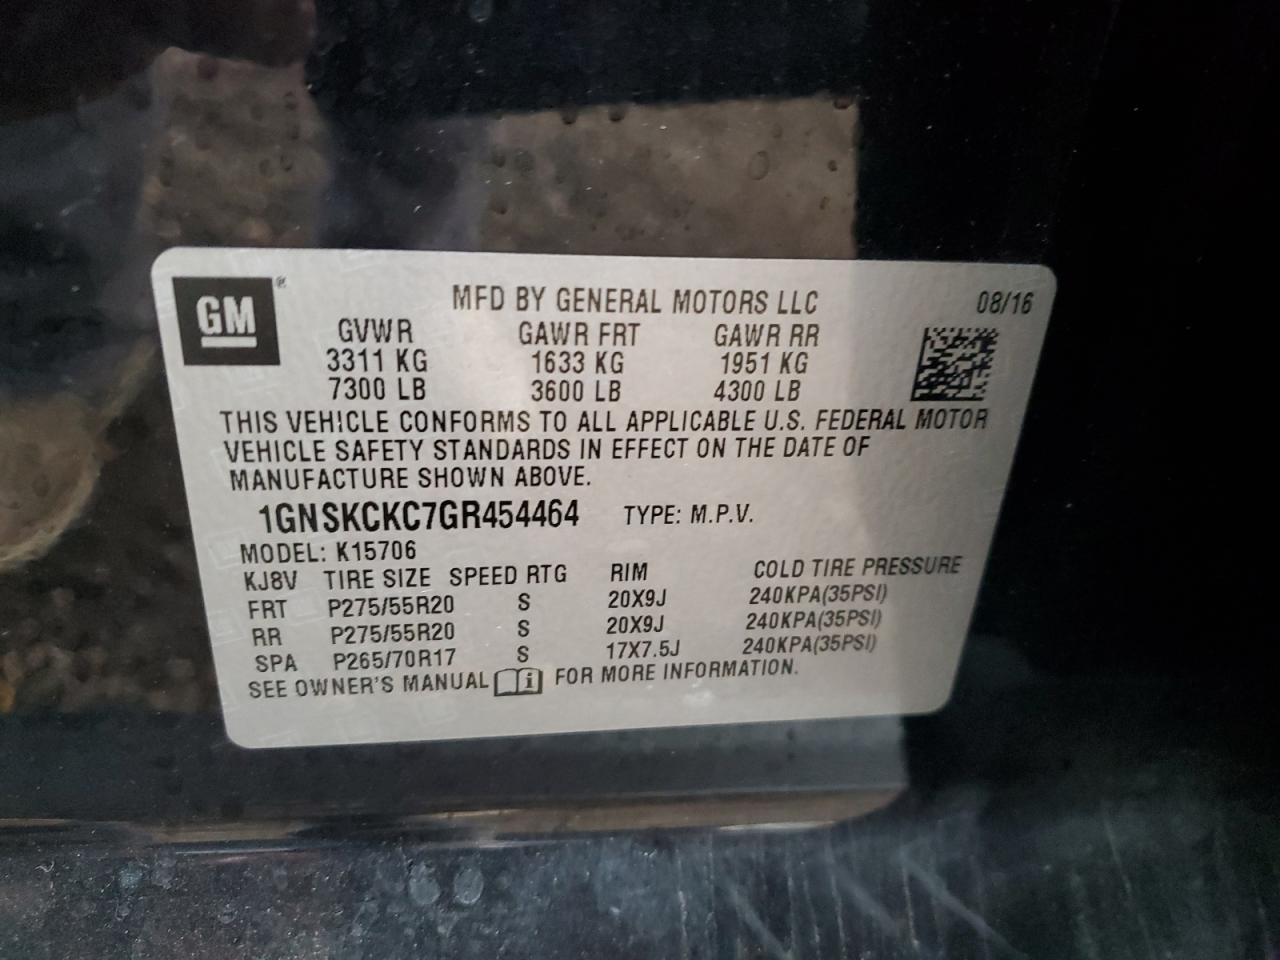 GM®
MFD BY GENERAL MOTORS LLC 08/16
GVWR GAWR FRT GAWR RR
3311 KG 1633 KG 1951 KG
7300 LB 3600 LB 4300 LB
THIS VEHICLE CONFORMS TO ALL APPLICABLE U.S. FEDERAL MOTOR
VEHICLE SAFETY STANDARDS IN EFFECT ON THE DATE OF
MANUFACTURE SHOWN ABOVE.
1GNSKCKC7GR454464 TYPE: M.P.V.
MODEL: K15706
KJ8V TIRE SIZE SPEED RTG RIM COLD TIRE PRESSURE
FRT P275/55R20 S 20X9J 240KPA(35PSI)
RR P275/55R20 S 20X9J 240KPA(35PSI)
SPA P265/70R17 S 17X7.5J 240KPA(35PSI)
SEE OWNER'S MANUAL i FOR MORE INFORMATION.